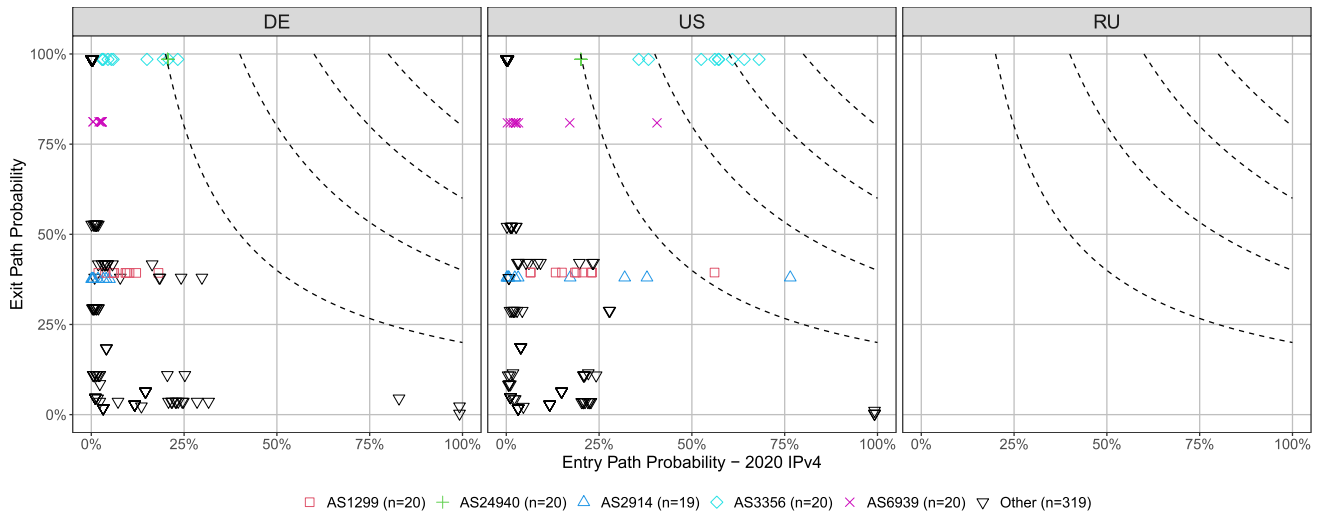 DE US RU
100%
75%
50%
25%
0%
Exit Path Probability
0% 25% 50% 75% 100% 0% 25% 50% 75% 100% 0% 25% 50% 75% 100%
Entry Path Probability − 2020 IPv4
AS1299 (n=20) AS24940 (n=20) AS2914 (n=19) AS3356 (n=20) AS6939 (n=20) Other (n=319)